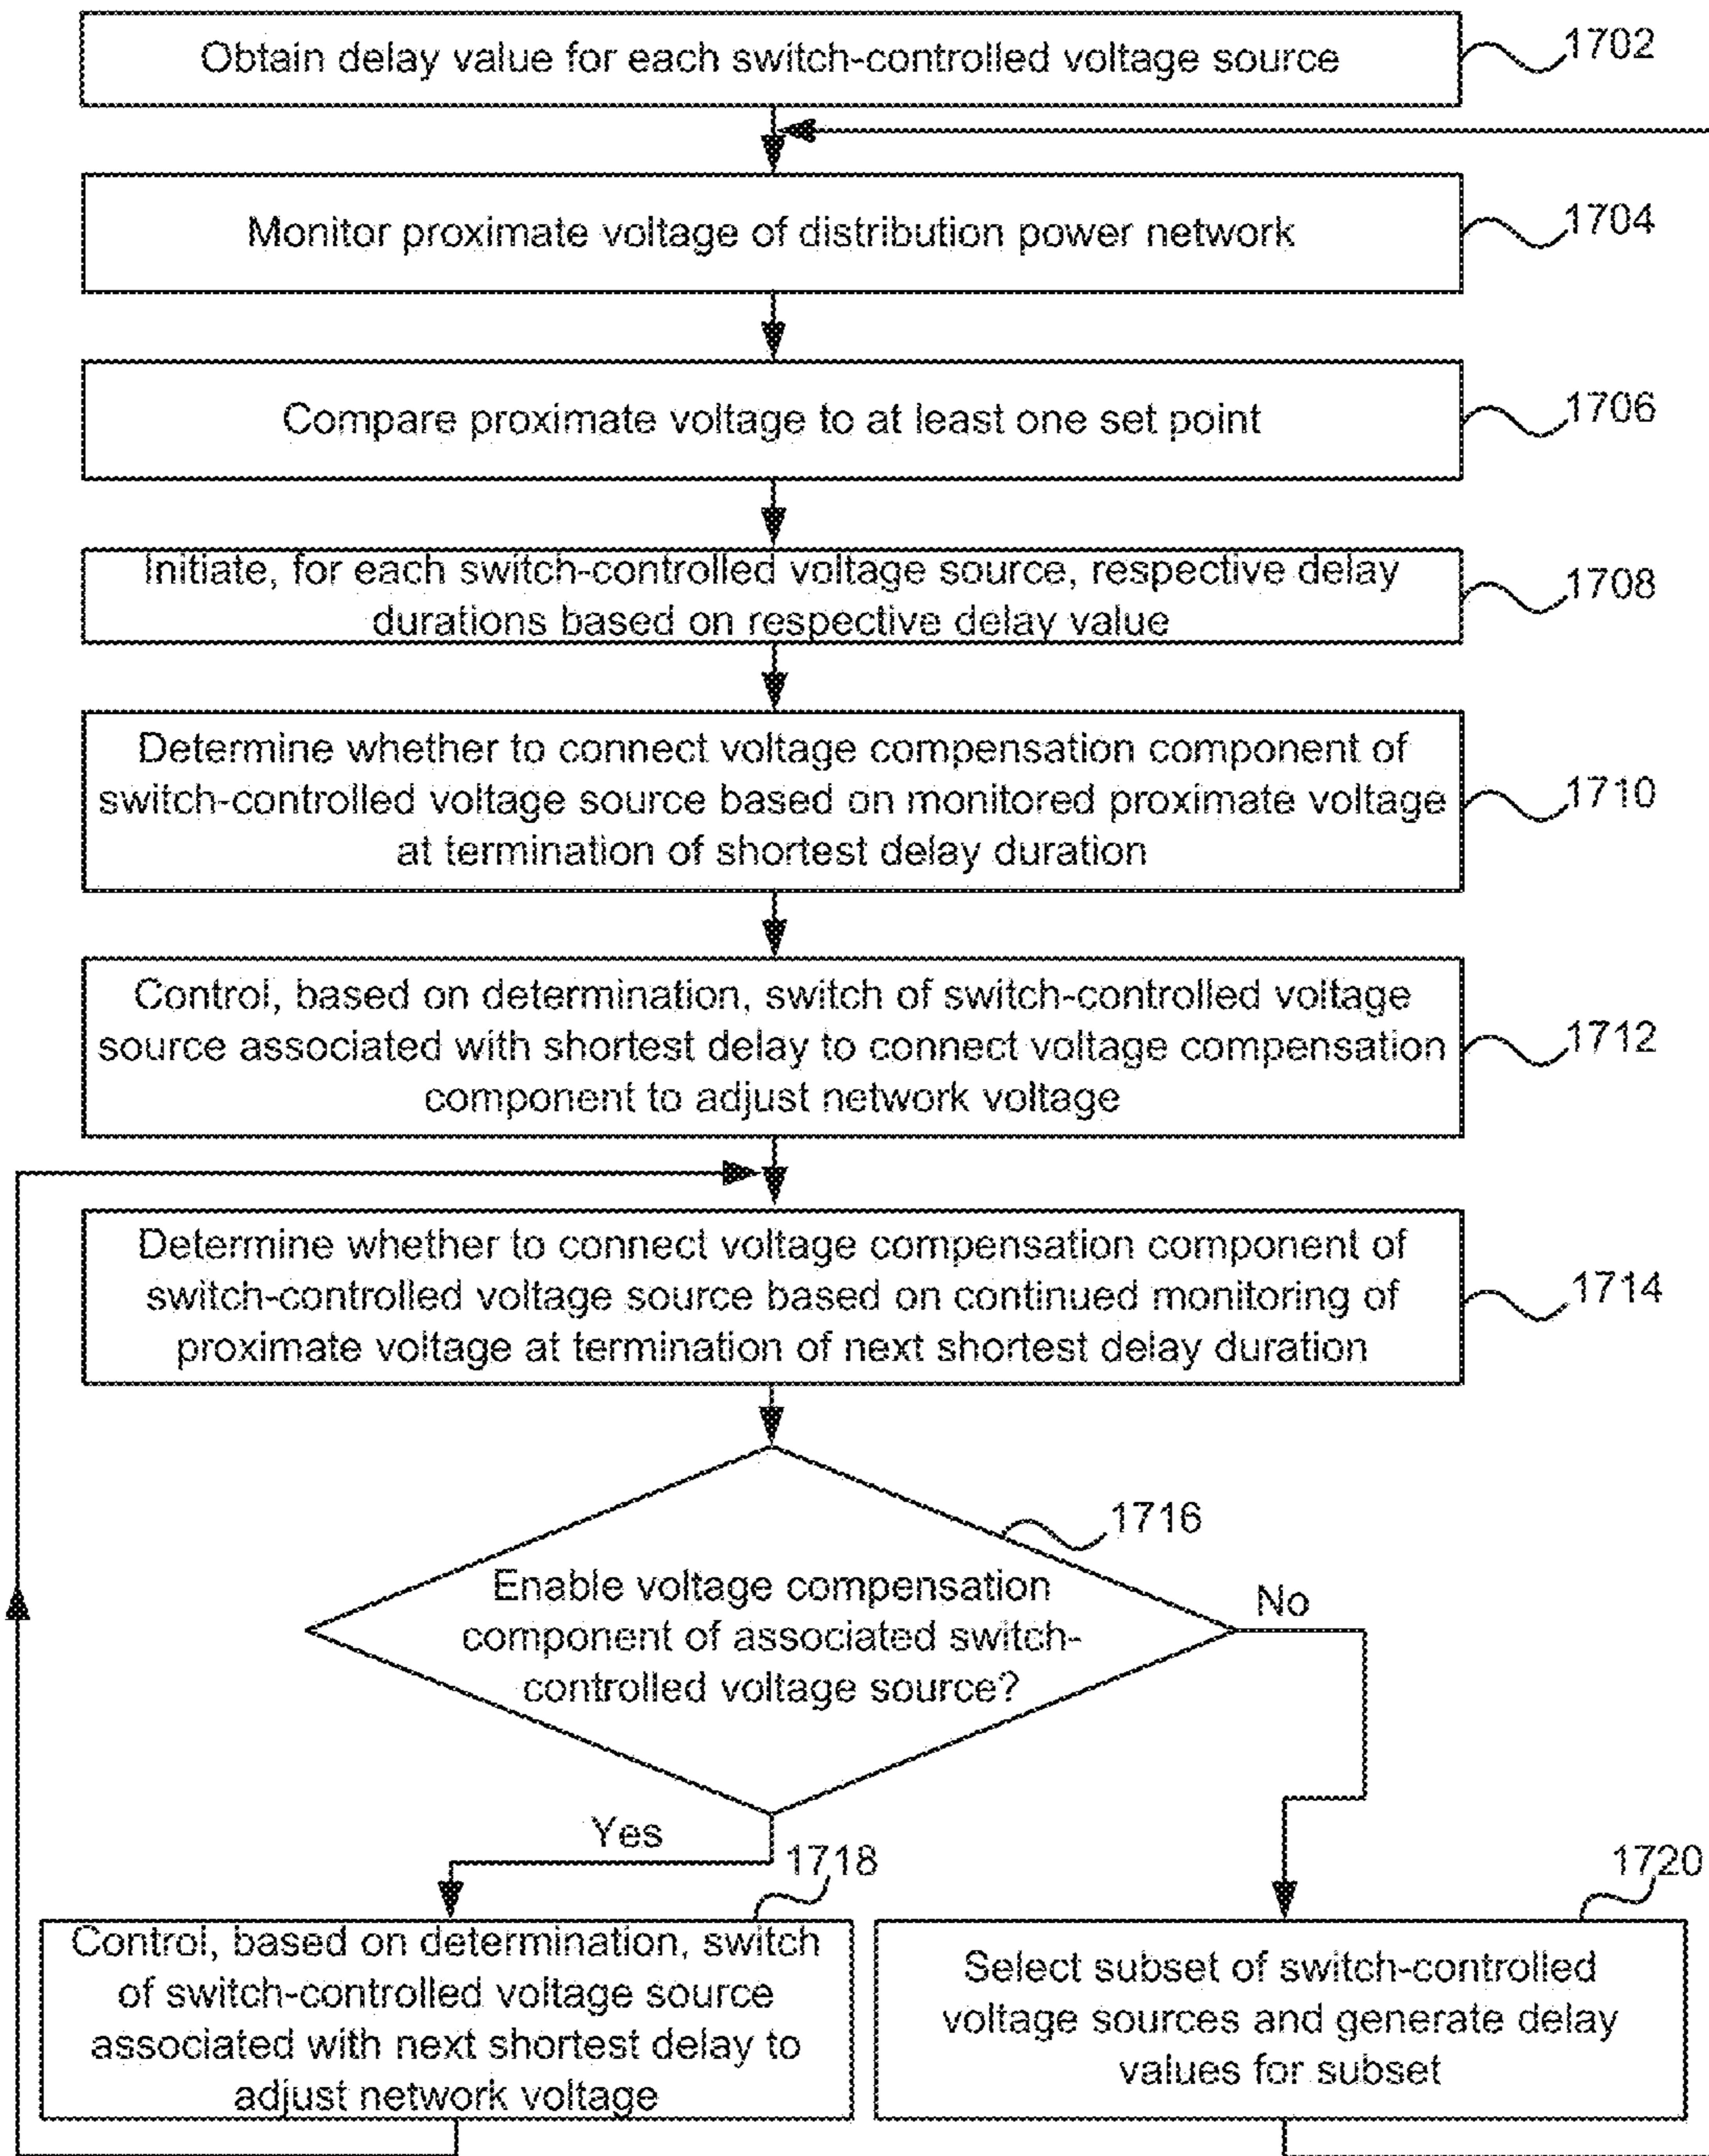 Obtain delay value for each switch-controlled voltage source
1702
Monitor proximate voltage of distribution power network
1704
Compare proximate voltage to at least one set point
1706
Initiate, for each switch-controlled voltage source, respective delay
durations based on respective delay value
1708
Determine whether to connect voltage compensation component of
switch-controlled voltage source based on monitored proximate voltage
at termination of shortest delay duration
1710
Control, based on determination, switch of switch-controlled voltage
source associated with shortest delay to connect voltage compensation
component to adjust network voltage
1712
Determine whether to connect voltage compensation component of
switch-controlled voltage source based on continued monitoring of
proximate voltage at termination of next shortest delay duration
1714
1716
Enable voltage compensation
component of associated switch-
controlled voltage source?
No
Yes
1718
Control, based on determination, switch
of switch-controlled voltage source
associated with next shortest delay to
adjust network voltage
1720
Select subset of switch-controlled
voltage sources and generate delay
values for subset